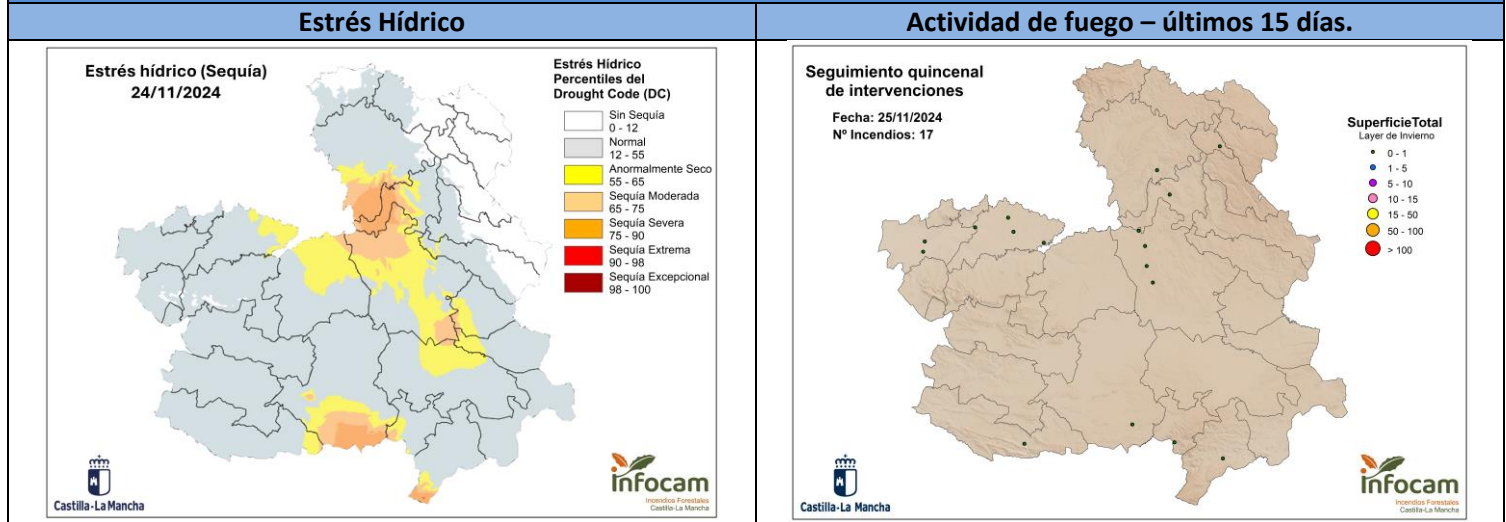 Estrés Hídrico
Actividad de fuego – últimos 15 días.
Estrés hídrico (Sequía)
24/11/2024
Estrés Hídrico
Percentiles del
Drought Code (DC)
Sin Sequía
0 - 12
Normal
12 - 55
Anormalmente Seco
55 - 65
Sequía Moderada
65 - 75
Sequía Severa
75 - 90
Sequía Extrema
90 - 98
Sequía Excepcional
98 - 100
Castilla-La Mancha
infocam
Incendios Forestales
Castilla-La Mancha
Seguimiento quincenal
de intervenciones
Fecha: 25/11/2024
Nº Incendios: 17
SuperficieTotal
Layer de Invierno
0 - 1
1 - 5
5 - 10
10 - 15
15 - 50
50 - 100
> 100
Castilla-La Mancha
infocam
Incendios Forestales
Castilla-La Mancha